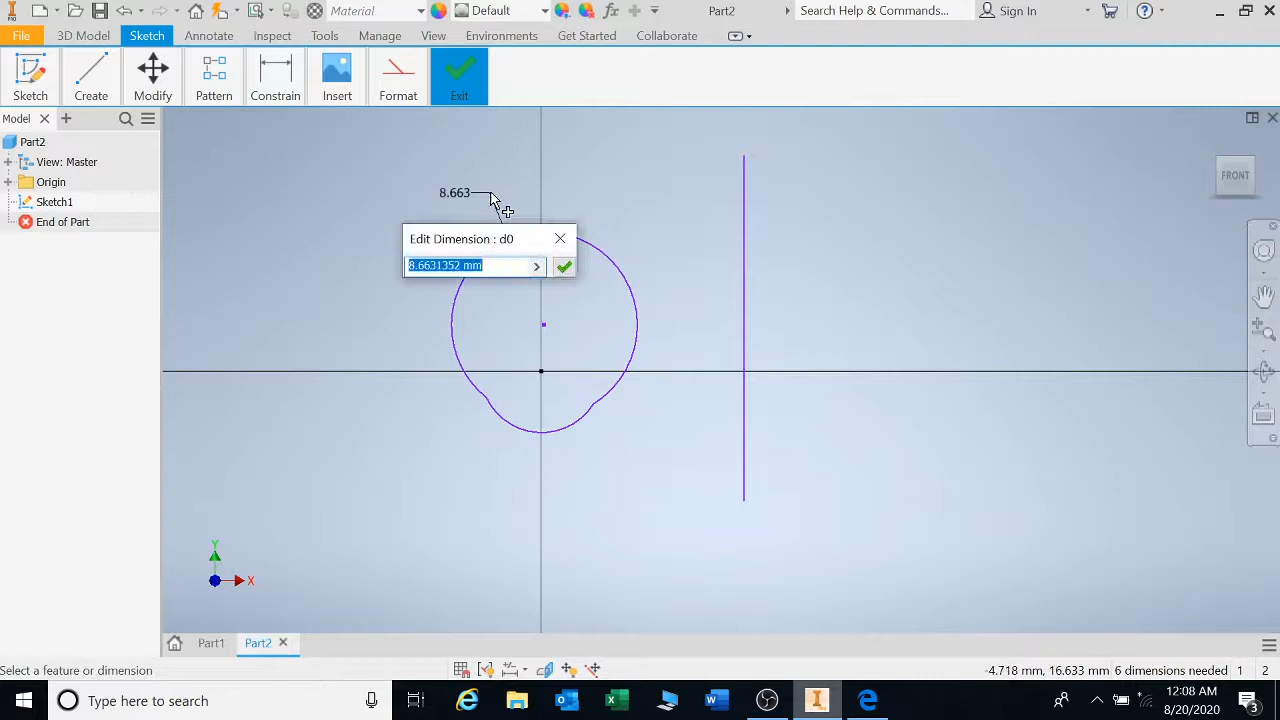 PRO
Material
Default
Part2
Search Help & Commands...
Sign In
File
3D Model
Sketch
Annotate
Inspect
Tools
Manage
View
Environments
Get Started
Collaborate
Sketch
Create
Modify
Pattern
Constrain
Insert
Format
Exit
Model
Part2
View: Master
Origin
Sketch1
End of Part
8.663
Edit Dimension : d0
8.6631352 mm
FRONT
Y
X
Part1
Part2
Select a feature or dimension
-4.718 mm, 16.633 mm
6 dimensions needed
1
2
Type here to search
12:08 AM
8/20/2020
3